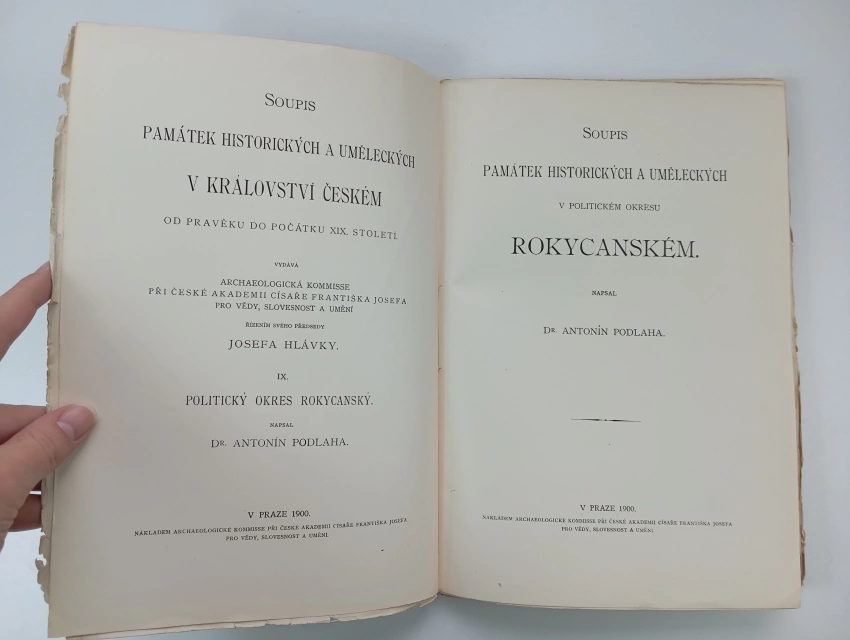 SOUPIS
PAMÁTEK HISTORICKÝCH A UMĚLECKÝCH
V KRÁLOVSTVÍ ČESKÉM
OD PRAVĚKU DO POČÁTKU XIX. STOLETÍ.
VYDÁVÁ
ARCHAEOLOGICKÁ KOMMISSE
PŘI ČESKÉ AKADEMII CÍSAŘE FRANTIŠKA JOSEFA
PRO VĚDY, SLOVESNOST A UMĚNÍ
ŘÍZENÍM SVÉHO PŘEDSEDY
JOSEFA HLÁVKY.
IX.
POLITICKÝ OKRES ROKYCANSKÝ.
NAPSAL
DR. ANTONÍN PODLAHA.
V PRAZE 1900.
NÁKLADEM ARCHAEOLOGICKÉ KOMMISSE PŘI ČESKÉ AKADEMII CÍSAŘE FRANTIŠKA JOSEFA
PRO VĚDY, SLOVESNOST A UMĚNÍ.
SOUPIS
PAMÁTEK HISTORICKÝCH A UMĚLECKÝCH
V POLITICKÉM OKRESU
ROKYCANSKÉM.
NAPSAL
DR. ANTONÍN PODLAHA.
V PRAZE 1900.
NÁKLADEM ARCHAEOLOGICKÉ KOMMISSE PŘI ČESKÉ AKADEMII CÍSAŘE FRANTIŠKA JOSEFA
PRO VĚDY, SLOVESNOST A UMĚNÍ.